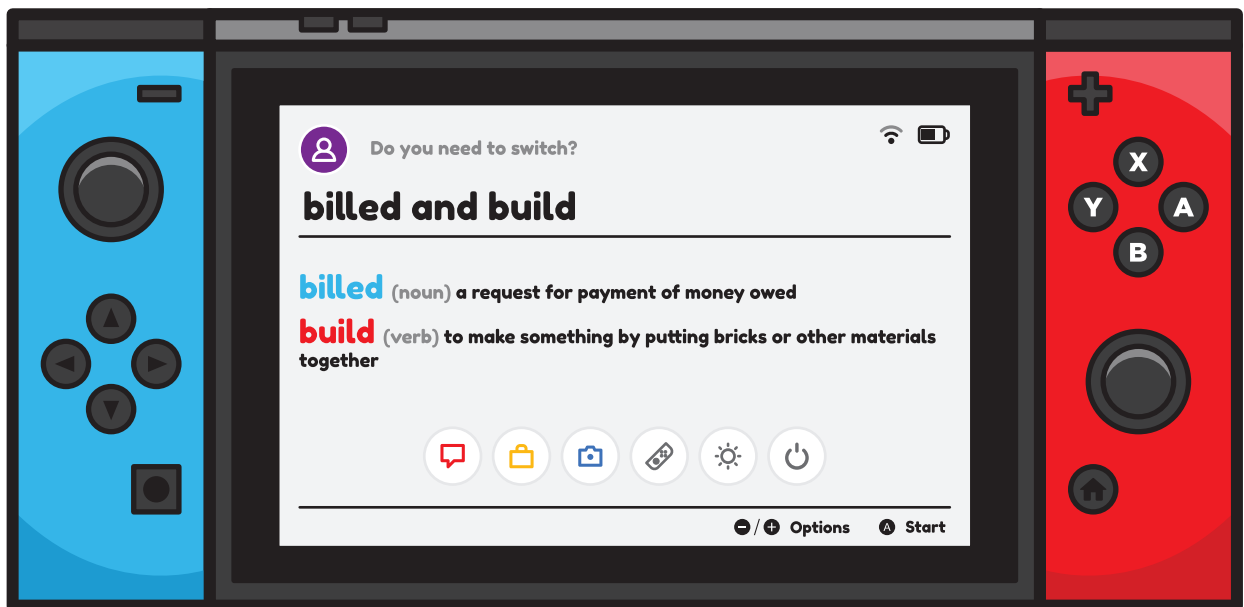 Do you need to switch?
billed and build
billed (noun) a request for payment of money owed
build (verb) to make something by putting bricks or other materials
together
X
Y
A
B
Options
A Start